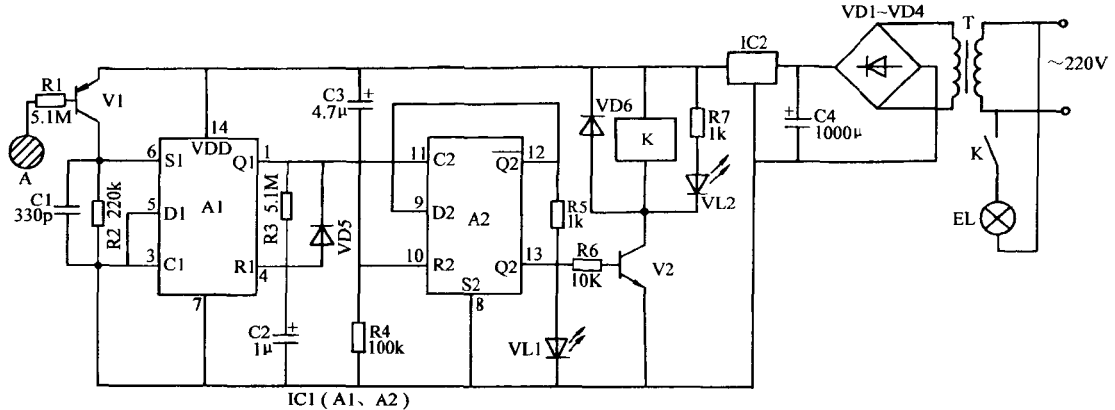 VD1~VD4
T
IC2
~220V
R1
5.1M
V1
C3
4.7μ
VD6
K
R7
1k
C4
1000μ
VL2
K
EL
A
14
VDD
6 S1
Q1 1
5 D1
A1
3 C1
R1
4
7
C1
330p
R2 220k
R3 5.1M
VD5
C2
1μ
11 C2
Q2 12
9 D2
A2
10 R2
Q2 13
S2
8
R5
1k
R6
10K
V2
R4
100k
VL1
IC1 ( A1、A2 )